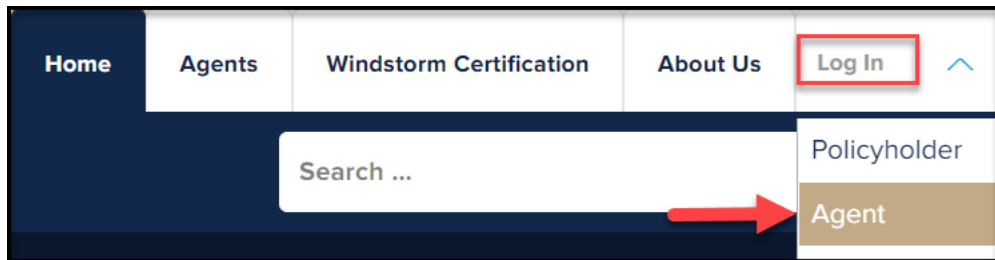 Home Agents Windstorm Certification About Us Log In
Search ...
Policyholder
Agent